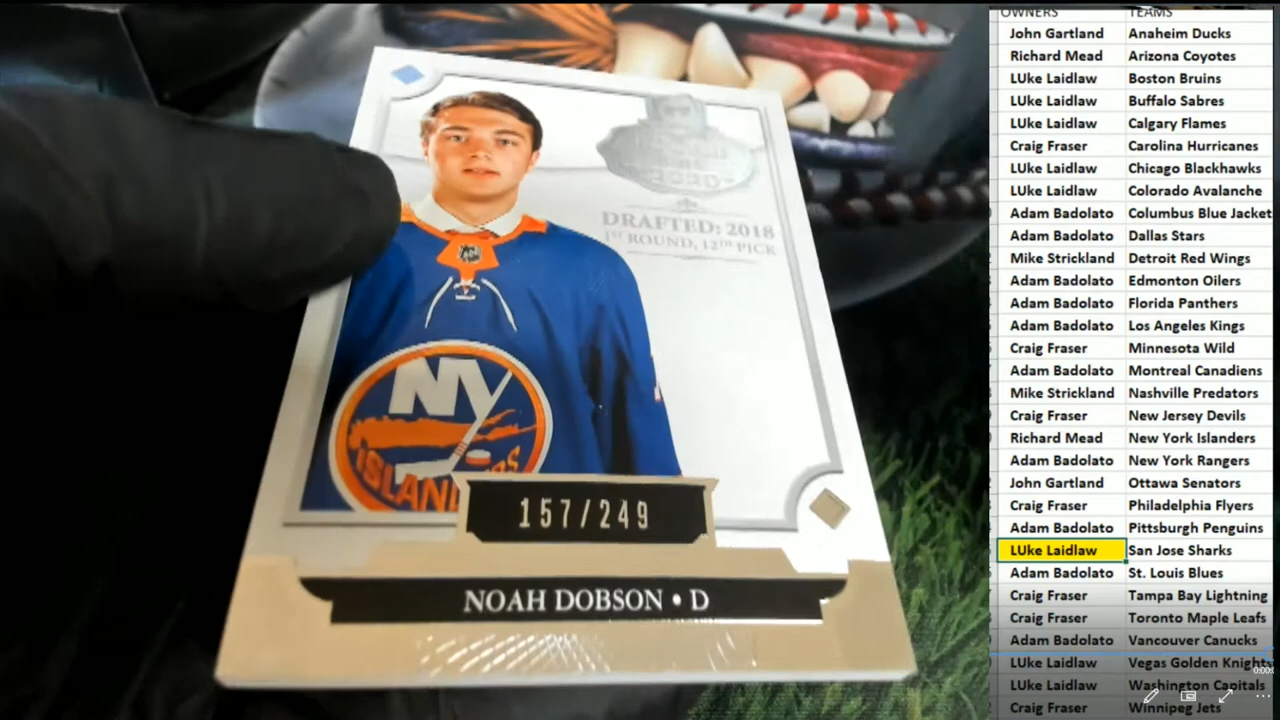 DRAFTED: 2018
1ST ROUND, 12TH PICK
NY
ISLAN
157/249
NOAH DOBSON • D
OWNERS TEAMS
John Gartland Anaheim Ducks
Richard Mead Arizona Coyotes
LUke Laidlaw Boston Bruins
LUke Laidlaw Buffalo Sabres
LUke Laidlaw Calgary Flames
Craig Fraser Carolina Hurricanes
LUke Laidlaw Chicago Blackhawks
LUke Laidlaw Colorado Avalanche
Adam Badolato Columbus Blue Jacket
Adam Badolato Dallas Stars
Mike Strickland Detroit Red Wings
Adam Badolato Edmonton Oilers
Adam Badolato Florida Panthers
Adam Badolato Los Angeles Kings
Craig Fraser Minnesota Wild
Adam Badolato Montreal Canadiens
Mike Strickland Nashville Predators
Craig Fraser New Jersey Devils
Richard Mead New York Islanders
Adam Badolato New York Rangers
John Gartland Ottawa Senators
Craig Fraser Philadelphia Flyers
Adam Badolato Pittsburgh Penguins
LUke Laidlaw San Jose Sharks
Adam Badolato St. Louis Blues
Craig Fraser Tampa Bay Lightning
Craig Fraser Toronto Maple Leafs
Adam Badolato Vancouver Canucks
LUke Laidlaw Vegas Golden Knights
LUke Laidlaw Washington Capitals
Craig Fraser Winnipeg Jets